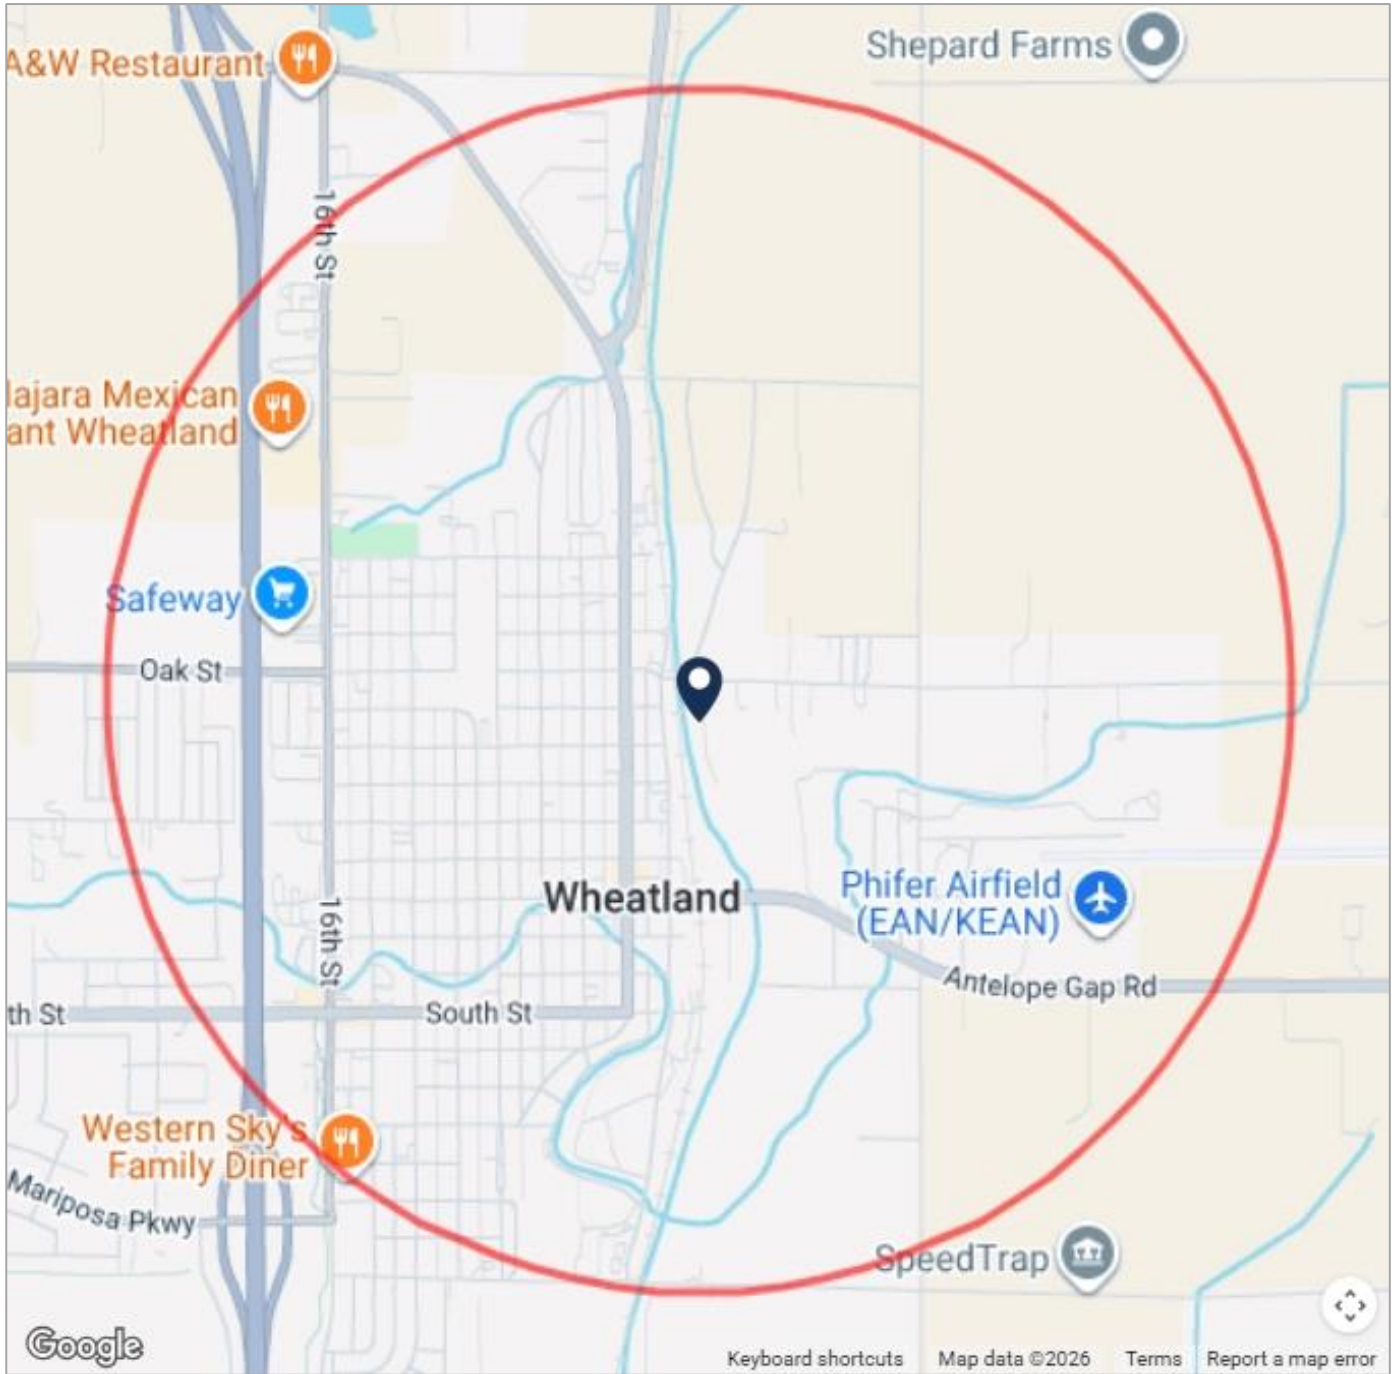 A&W Restaurant
Shepard Farms
16th St
lajara Mexican
ant Wheatland
Safeway
Oak St
Wheatland
Phifer Airfield
(EAN/KEAN)
16th St
Antelope Gap Rd
th St
South St
Western Sky's
Family Diner
Mariposa Pkwy
SpeedTrap
Google
Keyboard shortcuts
Map data ©2026
Terms
Report a map error